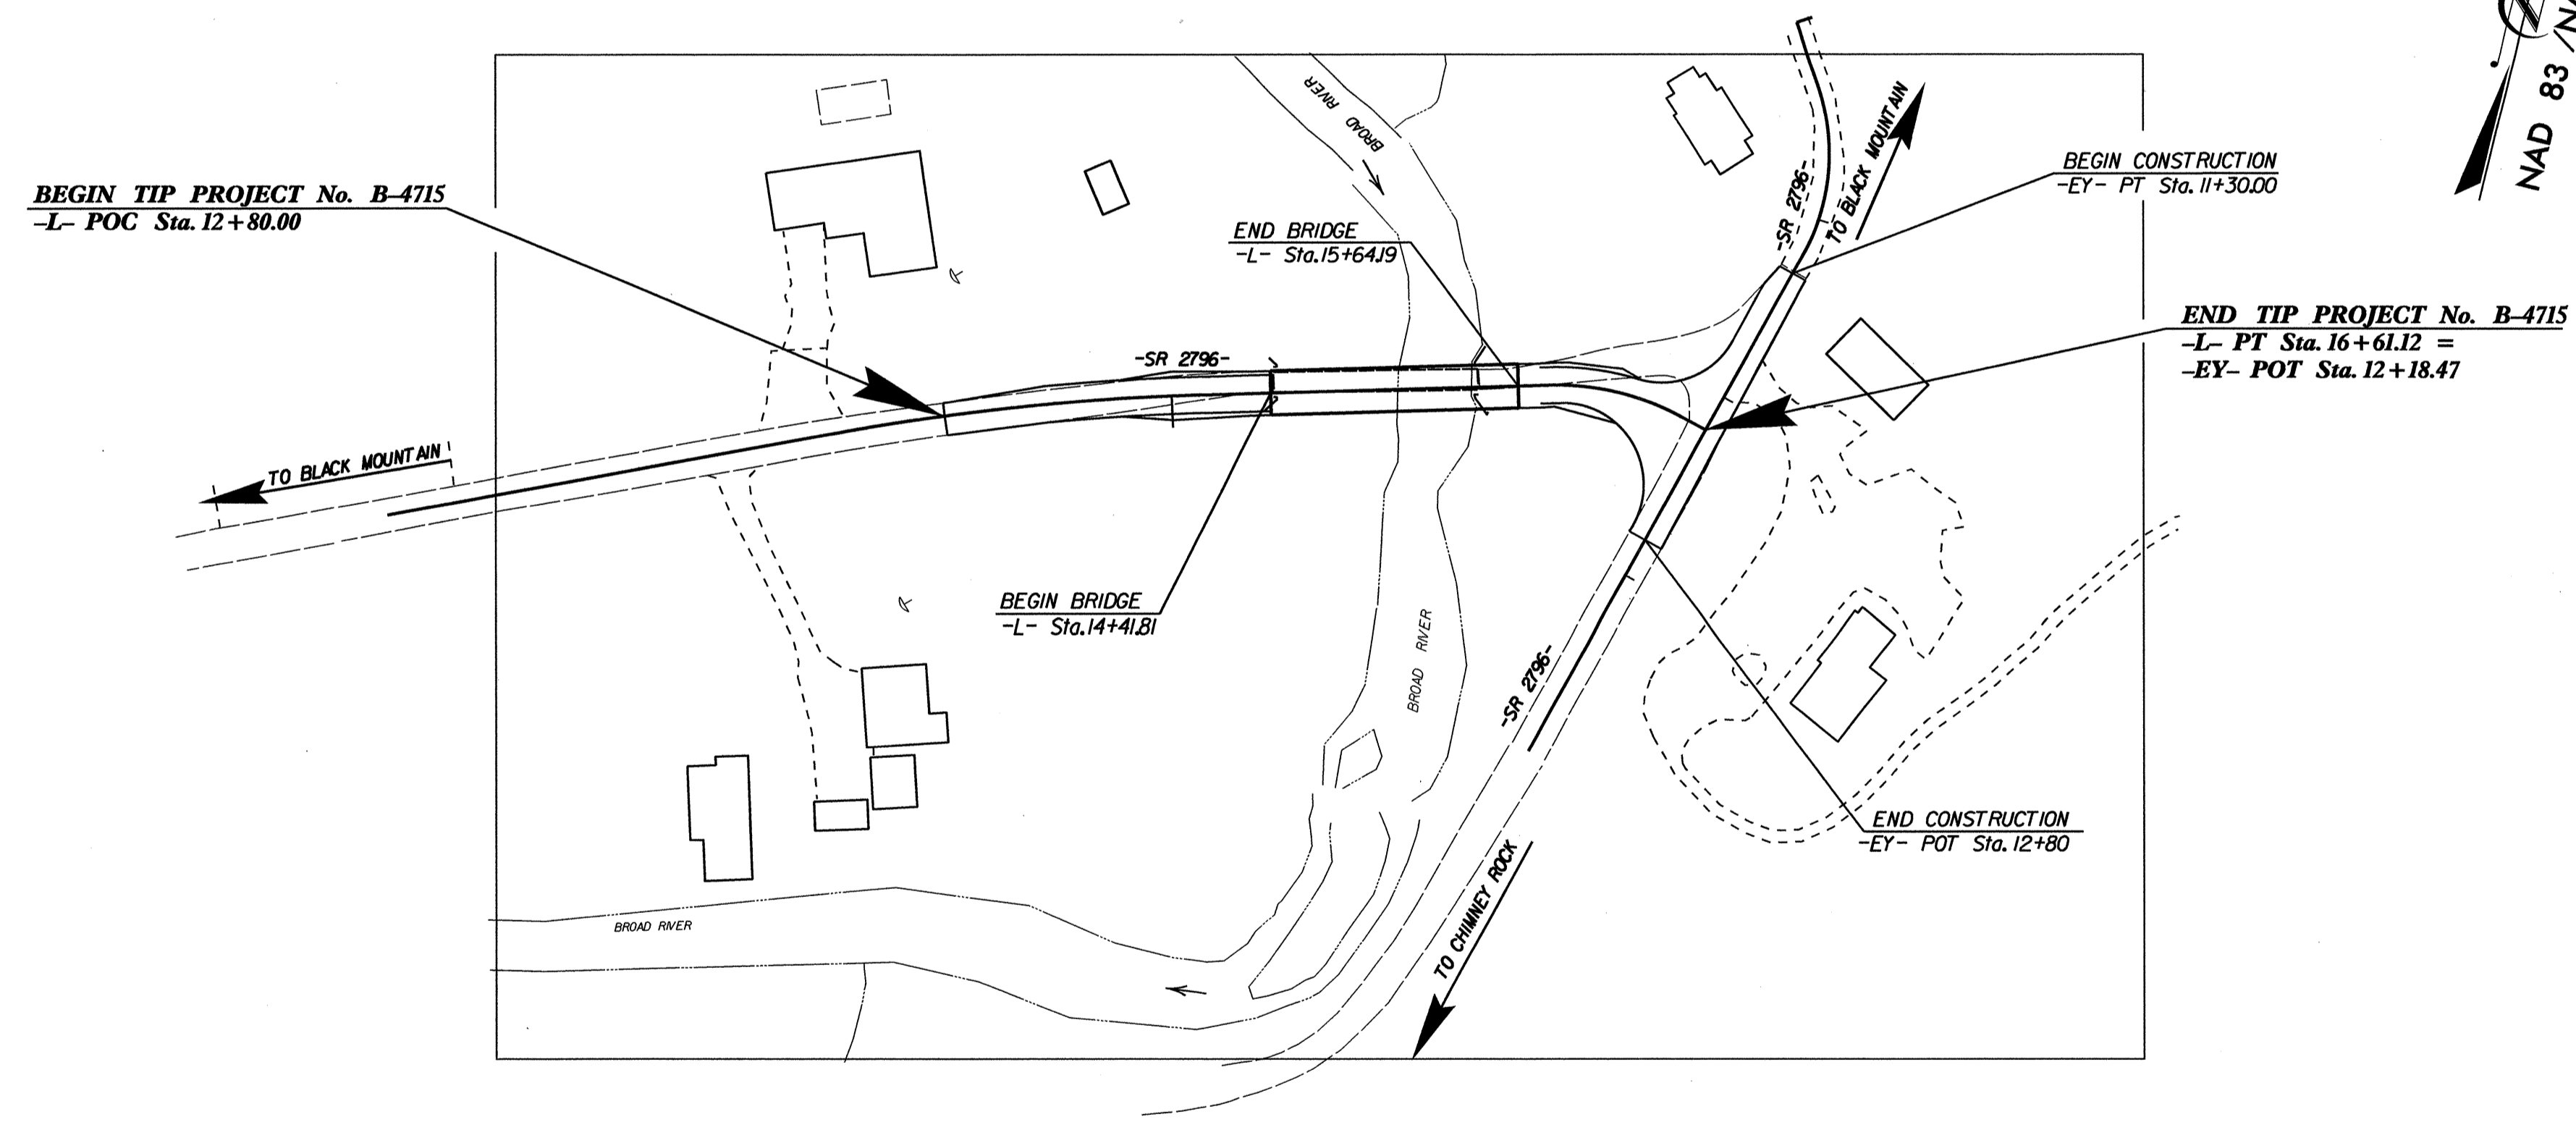 NAD 83 /NA
BEGIN TIP PROJECT No. B-4715
-L- POC Sta. 12+80.00
TO BLACK MOUNTAIN
BROAD RIVER
-SR 2796-
END BRIDGE
-L- Sta.15+64.19
BEGIN BRIDGE
-L- Sta.14+41.81
-SR 2796-
TO BLACK MOUNTAIN
BEGIN CONSTRUCTION
-EY- PT Sta. 11+30.00
END TIP PROJECT No. B-4715
-L- PT Sta. 16+61.12 =
-EY- POT Sta. 12+18.47
BROAD RIVER
-SR 2796-
END CONSTRUCTION
-EY- POT Sta. 12+80
TO CHIMNEY ROCK
BROAD RIVER